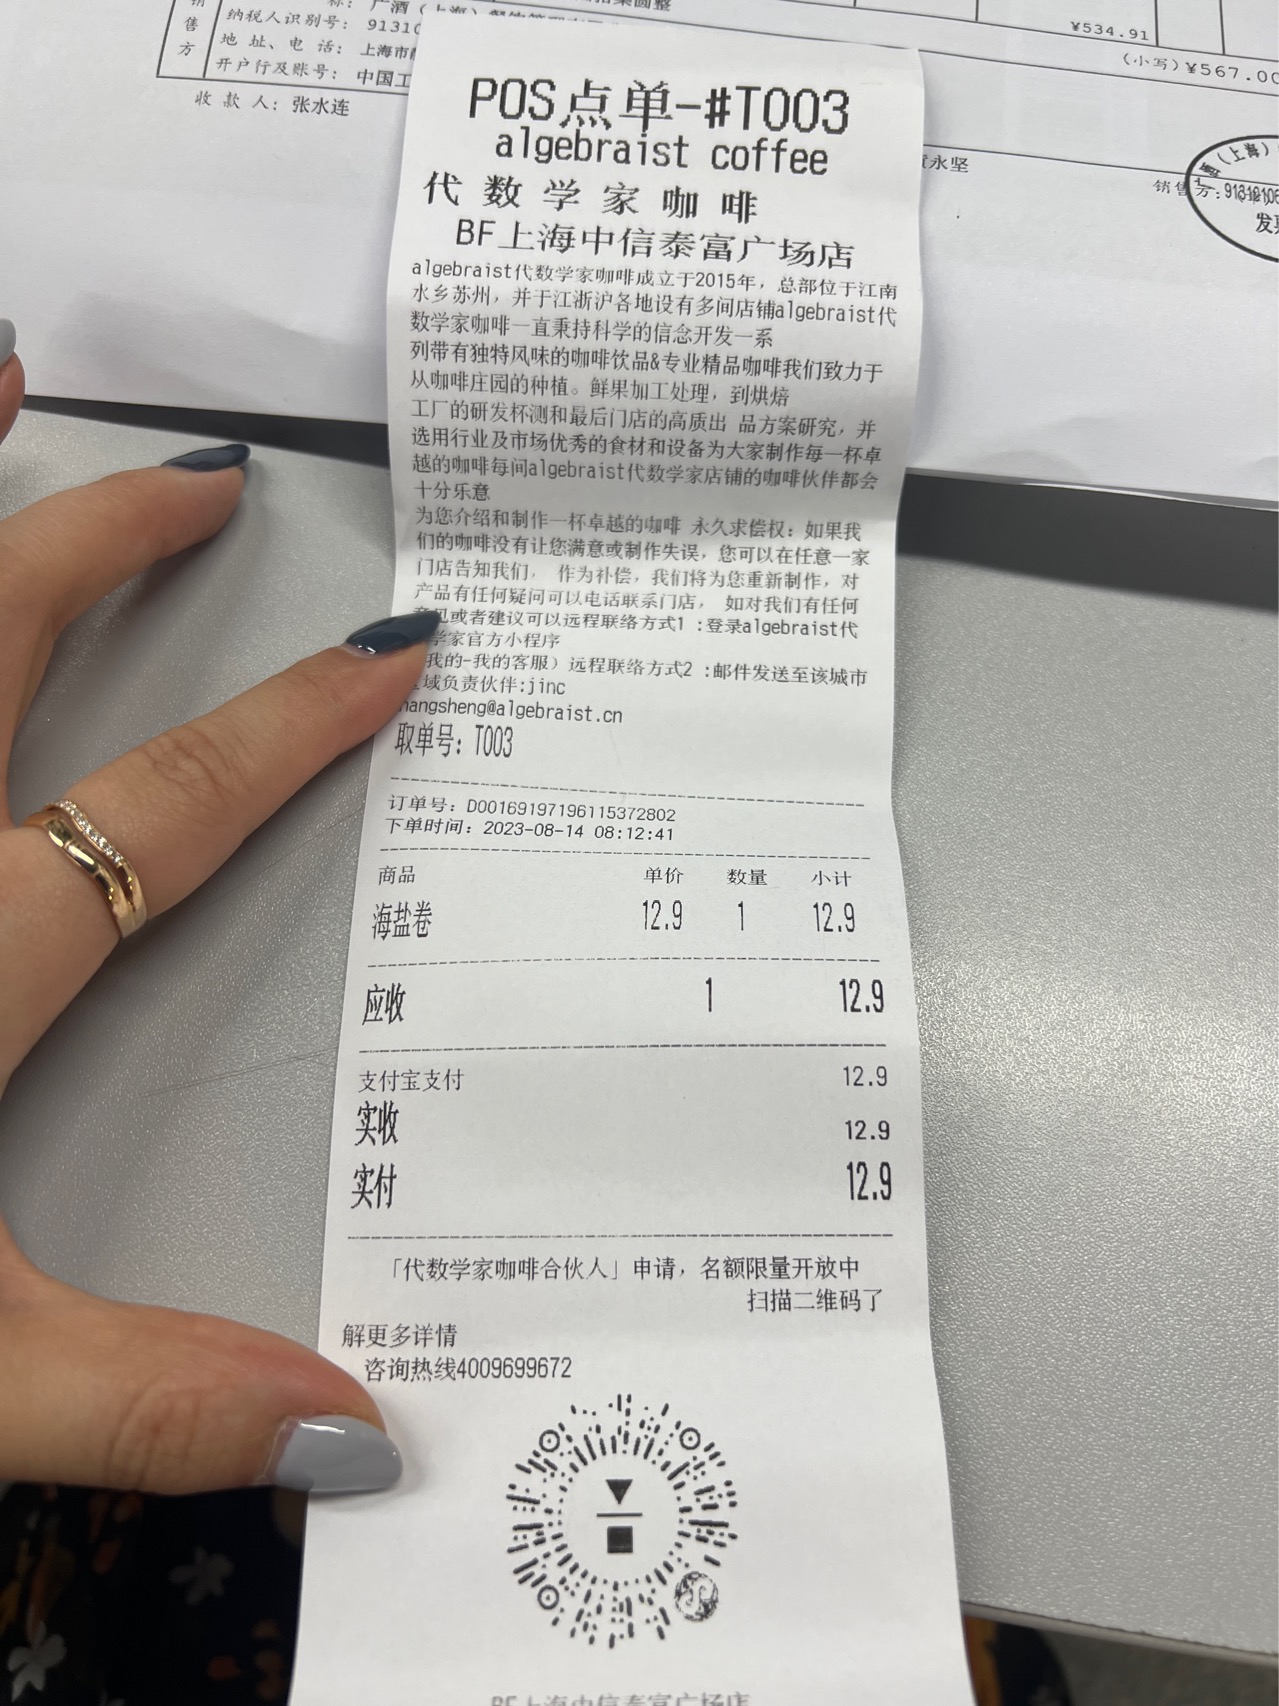 售
方
纳税人识别号: 9131
地 址、电 话: 上海市
开户行及账号: 中国工
收 款 人: 张水连
¥534.91
(小写)¥567.00
永坚
销售方:
POS点单-#T003
algebraist coffee
代数学家咖啡
BF上海中信泰富广场店
algebraist代数学家咖啡成立于2015年，总部位于江南
水乡苏州，并于江浙沪各地设有多间店铺algebraist代
数学家咖啡一直秉持科学的信念开发一系
列带有独特风味的咖啡饮品&专业精品咖啡我们致力于
从咖啡庄园的种植。鲜果加工处理，到烘焙
工厂的研发杯测和最后门店的高质出 品方案研究，并
选用行业及市场优秀的食材和设备为大家制作每一杯卓
越的咖啡每间algebraist代数学家店铺的咖啡伙伴都会
十分乐意
为您介绍和制作一杯卓越的咖啡 永久求偿权：如果我
们的咖啡没有让您满意或制作失误，您可以在任意一家
门店告知我们， 作为补偿，我们将为您重新制作，对
产品有任何疑问可以电话联系门店， 如对我们有任何
意见或者建议可以远程联络方式1 :登录algebraist代
学家官方小程序
我的-我的客服）远程联络方式2 :邮件发送至该城市
域负责伙伴:jinc
hangsheng@algebraist.cn
取单号: T003
订单号: D001691971961153728​02
下单时间: 2023-08-14 08:12:41
商品 单价 数量 小计
海盐卷 12.9 1 12.9
应收 1 12.9
支付宝支付 12.9
实收 12.9
实付 12.9
「代数学家咖啡合伙人」申请，名额限量开放中
扫描二维码了
解更多详情
咨询热线4009699672
BF上海中信泰富广场店